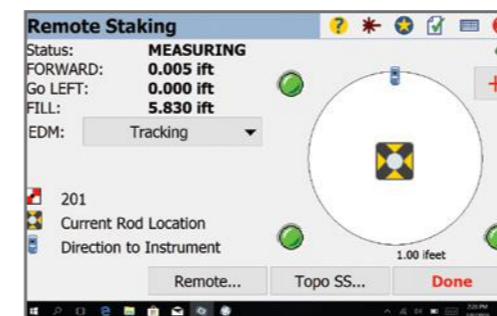 Remote Staking
Status: MEASURING
FORWARD: 0.005 ift
Go LEFT: 0.000 ift
FILL: 5.830 ift
EDM: Tracking
201
Current Rod Location
Direction to Instrument
1.00 ifeet
Remote... Topo SS... Done